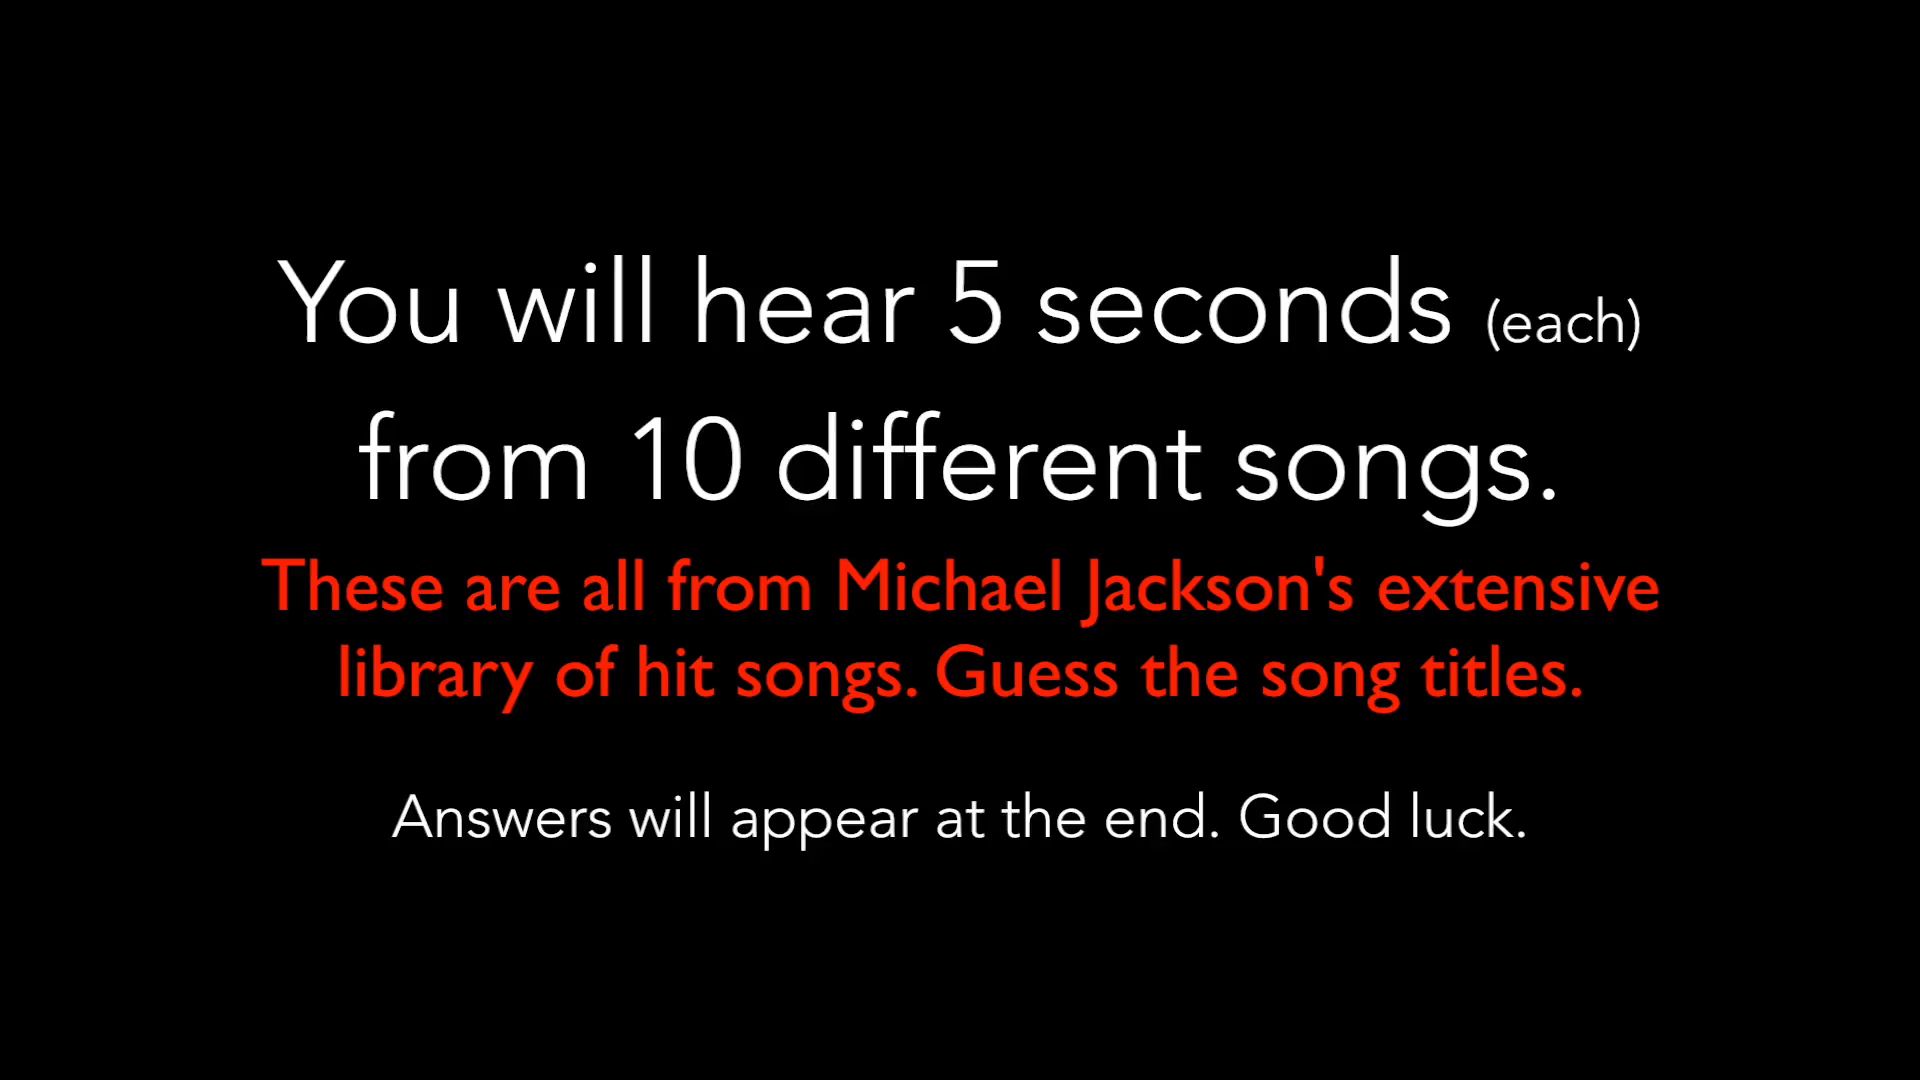 You will hear 5 seconds (each)
from 10 different songs.
These are all from Michael Jackson's extensive
library of hit songs. Guess the song titles.
Answers will appear at the end. Good luck.